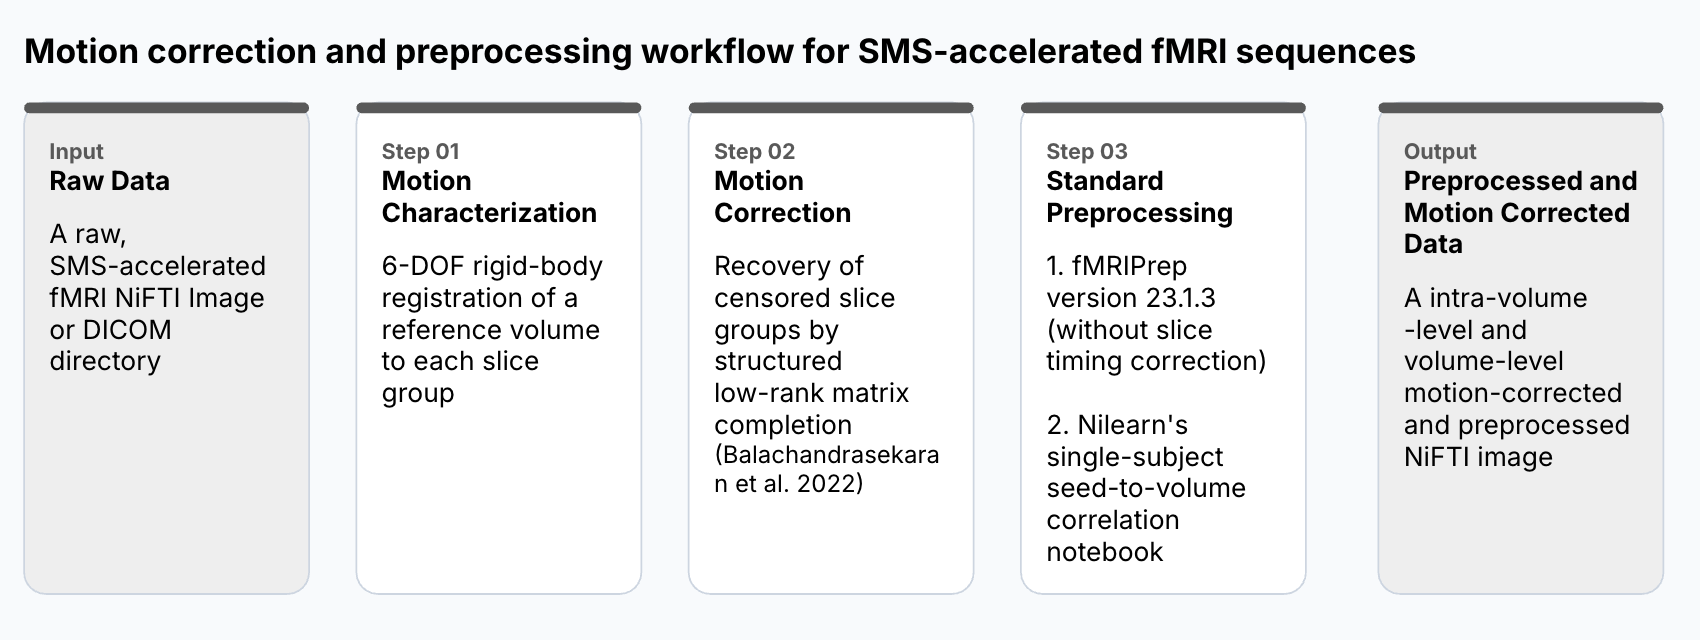 Motion correction and preprocessing workflow for SMS-accelerated fMRI sequences
Input
Raw Data
A raw,
SMS-accelerated
fMRI NiFTI Image
or DICOM
directory
Step 01
Motion
Characterization
6-DOF rigid-body
registration of a
reference volume
to each slice
group
Step 02
Motion
Correction
Recovery of
censored slice
groups by
structured
low-rank matrix
completion
(Balachandrasekara
n et al. 2022)
Step 03
Standard
Preprocessing
1. fMRIPrep
version 23.1.3
(without slice
timing correction)
2. Nilearn's
single-subject
seed-to-volume
correlation
notebook
Output
Preprocessed and
Motion Corrected
Data
A intra-volume
-level and
volume-level
motion-corrected
and preprocessed
NiFTI image